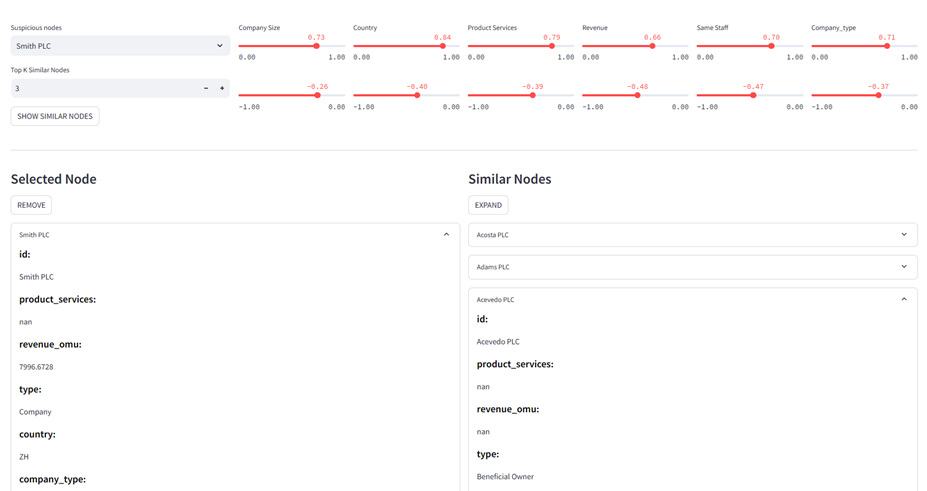 Suspicious nodes
Smith PLC
Top K Similar Nodes
3
- +
SHOW SIMILAR NODES
Company Size Country Product Services Revenue Same Staff Company_type
0.73 0.84 0.79 0.66 0.70 0.71
0.00 1.00 0.00 1.00 0.00 1.00 0.00 1.00 0.00 1.00 0.00 1.00
-0.26 -0.40 -0.39 -0.48 -0.47 -0.37
-1.00 0.00 -1.00 0.00 -1.00 0.00 -1.00 0.00 -1.00 0.00 -1.00 0.00
Selected Node
REMOVE
Smith PLC
id:
Smith PLC
product_services:
nan
revenue_omu:
7996.6728
type:
Company
country:
ZH
company_type:
Similar Nodes
EXPAND
Acosta PLC
Adams PLC
Acevedo PLC
id:
Acevedo PLC
product_services:
nan
revenue_omu:
nan
type:
Beneficial Owner